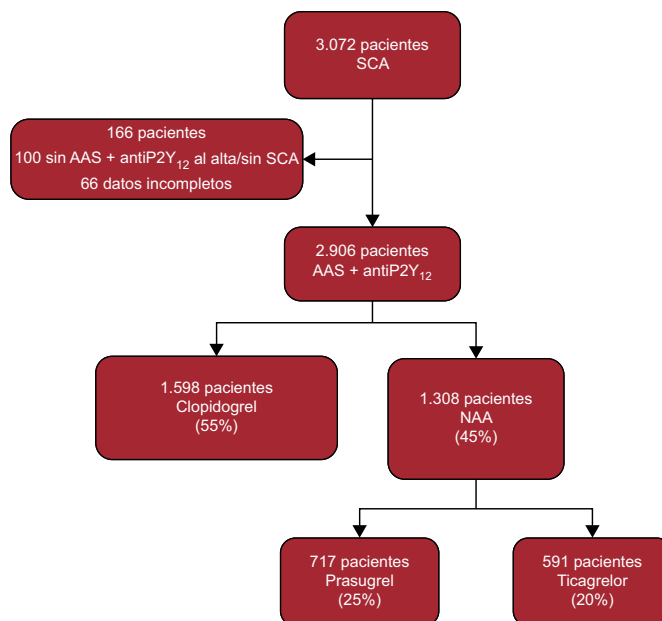 3.072 pacientes
SCA
166 pacientes
100 sin AAS + antiP2Y12 al alta/sin SCA
66 datos incompletos
2.906 pacientes
AAS + antiP2Y12
1.598 pacientes
Clopidogrel
(55%)
1.308 pacientes
NAA
(45%)
717 pacientes
Prasugrel
(25%)
591 pacientes
Ticagrelor
(20%)